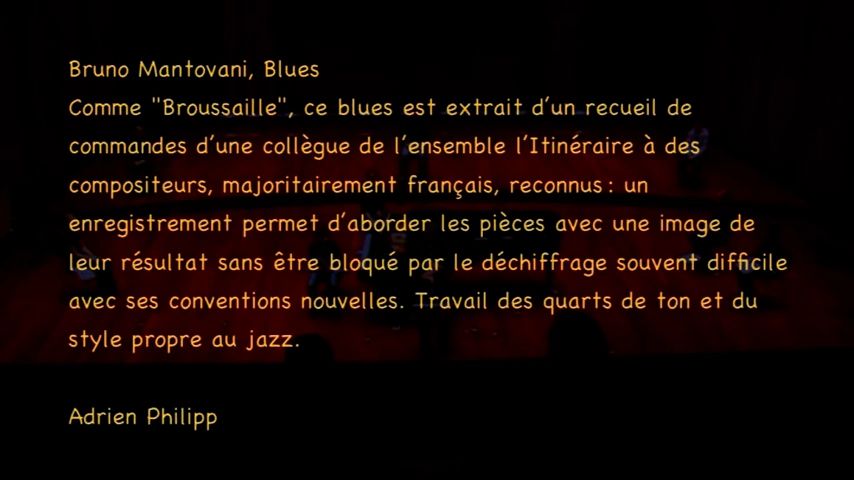 Bruno Mantovani, Blues
Comme "Broussaille", ce blues est extrait d'un recueil de
commandes d'une collègue de l'ensemble l'Itinéraire à des
compositeurs, majoritairement français, reconnus : un
enregistrement permet d'aborder les pièces avec une image de
leur résultat sans être bloqué par le déchiffrage souvent difficile
avec ses conventions nouvelles. Travail des quarts de ton et du
style propre au jazz.
Adrien Philipp